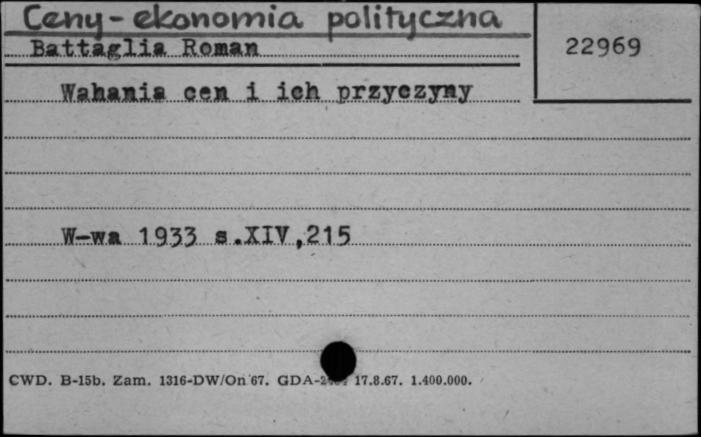 Ceny - ekonomia polityczna
Battaglia Roman
22969
Wahania cen i ich przyczyny
W-wa 1933 s.XIV,215
CWD. B-15b. Zam. 1316-DW/On 67. 17.8.67. 1.400.000.